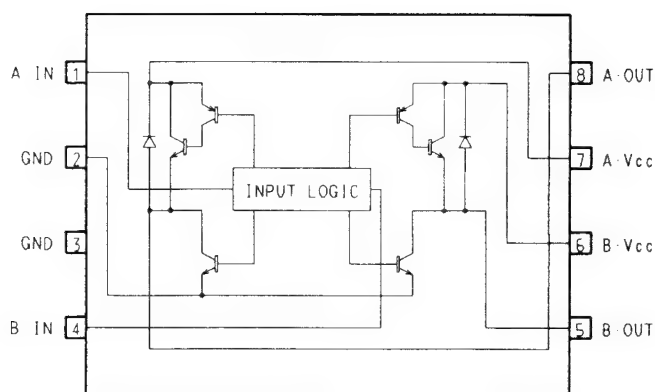 A IN 1
GND 2
GND 3
B IN 4
INPUT LOGIC
8 A·OUT
7 A·Vcc
6 B·Vcc
5 B·OUT